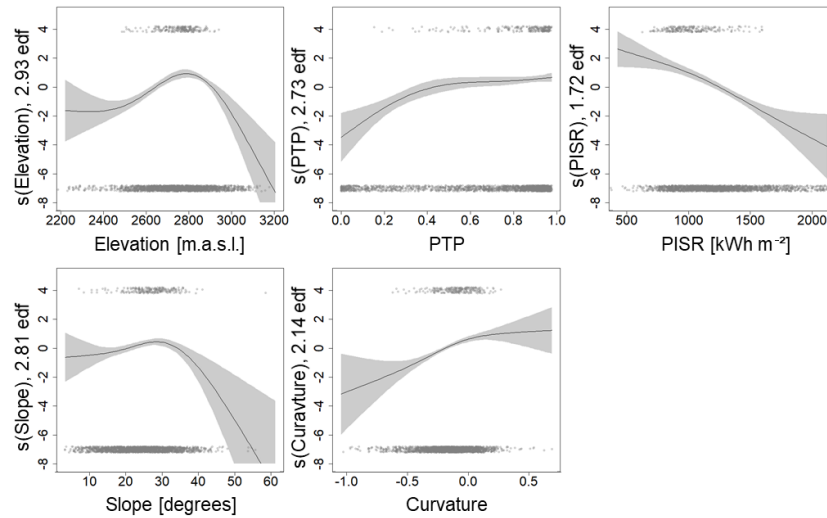 s(Elevation), 2.93 edf
4
2
0
-2
-4
-6
-8
2200 2400 2600 2800 3000 3200
Elevation [m.a.s.l.]
s(PTP), 2.73 edf
4
2
0
-2
-4
-6
-8
0.0 0.2 0.4 0.6 0.8 1.0
PTP
s(PISR), 1.72 edf
4
2
0
-2
-4
-6
-8
500 1000 1500 2000
PISR [kWh m⁻²]
s(Slope), 2.81 edf
4
2
0
-2
-4
-6
-8
10 20 30 40 50 60
Slope [degrees]
s(Curavture), 2.14 edf
4
2
0
-2
-4
-6
-8
-1.0 -0.5 0.0 0.5
Curvature